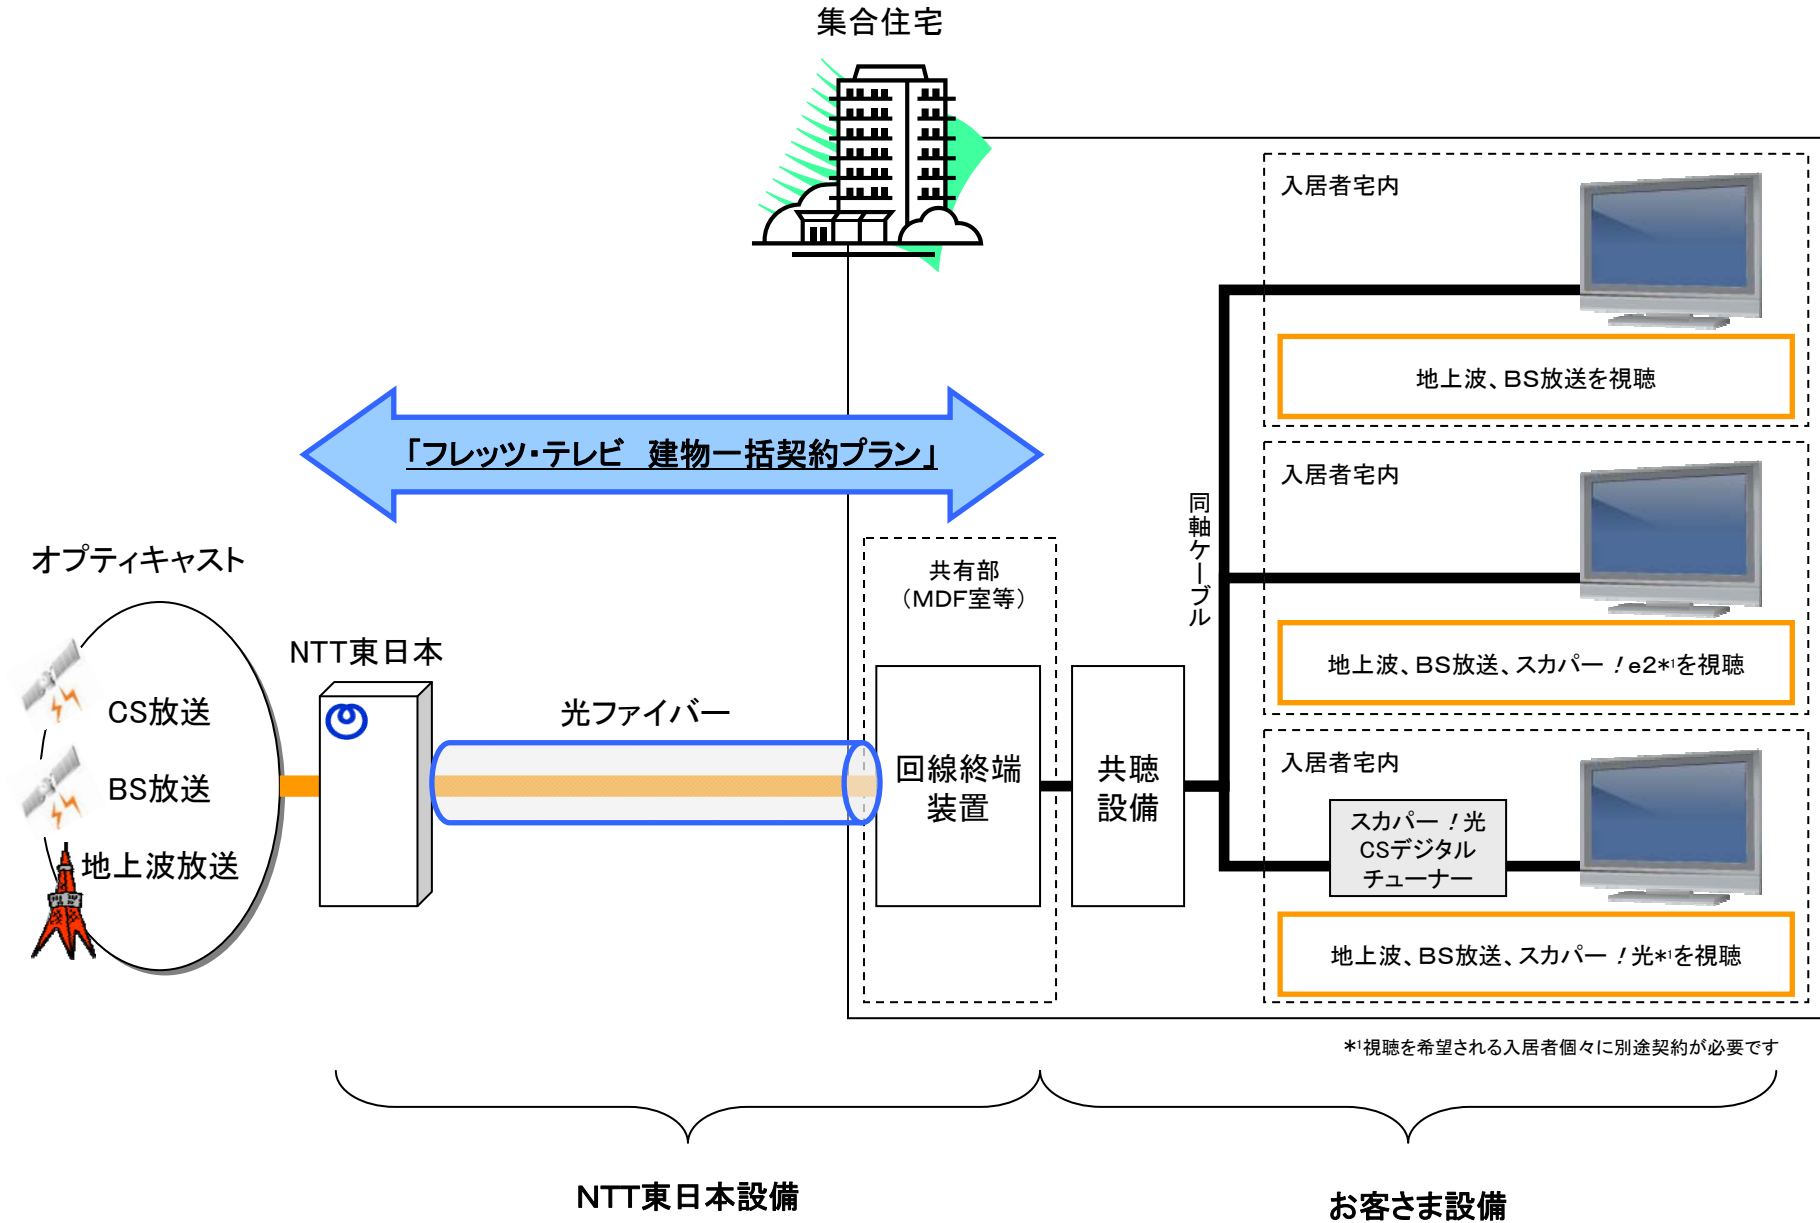 集合住宅
入居者宅内
地上波、BS放送を視聴
「フレッツ・テレビ　建物一括契約プラン」
入居者宅内
地上波、BS放送、スカパー！e2*¹を視聴
同軸ケーブル
オプティキャスト
CS放送
BS放送
地上波放送
NTT東日本
光ファイバー
共有部
（MDF室等）
回線終端
装置
共聴
設備
入居者宅内
スカパー！光
CSデジタル
チューナー
地上波、BS放送、スカパー！光*¹を視聴
*¹視聴を希望される入居者個々に別途契約が必要です
NTT東日本設備
お客さま設備